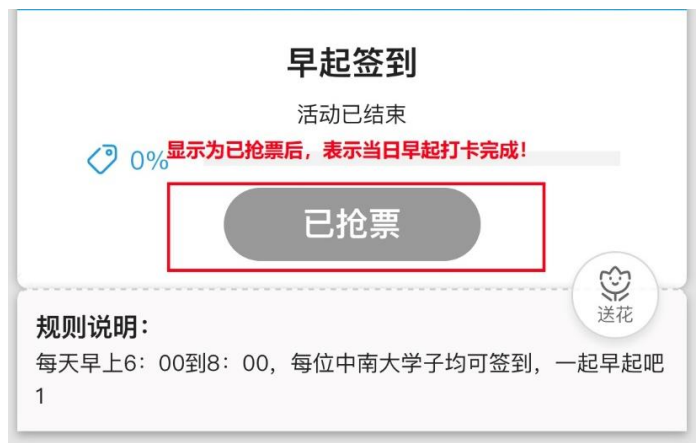 早起签到
活动已结束
显示为已抢票后，表示当日早起打卡完成！
0%
已抢票
送花
规则说明：
每天早上6：00到8：00，每位中南大学子均可签到，一起早起吧
1